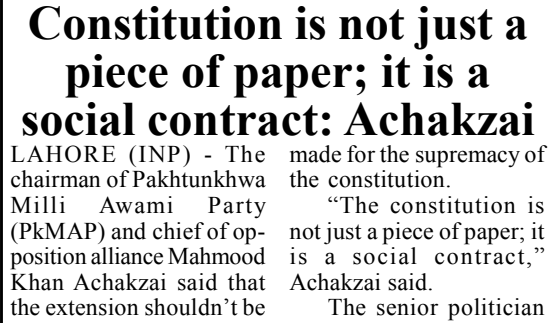 Constitution is not just a
piece of paper; it is a
social contract: Achakzai
LAHORE (INP) - The
chairman of Pakhtunkhwa
Milli Awami Party
(PkMAP) and chief of op-
position alliance Mahmood
Khan Achakzai said that
the extension shouldn't be
made for the supremacy of
the constitution.
“The constitution is
not just a piece of paper; it
is a social contract,”
Achakzai said.
The senior politician